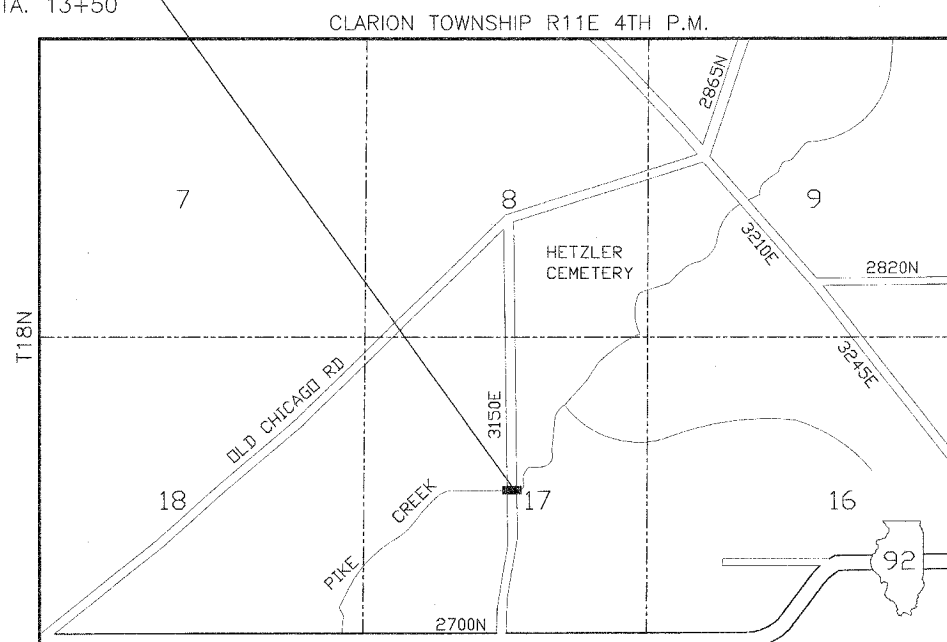 TA. 13+50
CLARION TOWNSHIP R11E 4TH P.M.
2865N
7
8
9
HETZLER
CEMETERY
3210E
2820N
T18N
3245E
OLD CHICAGO RD
3150E
18
CREEK
17
16
PIKE
92
2700N